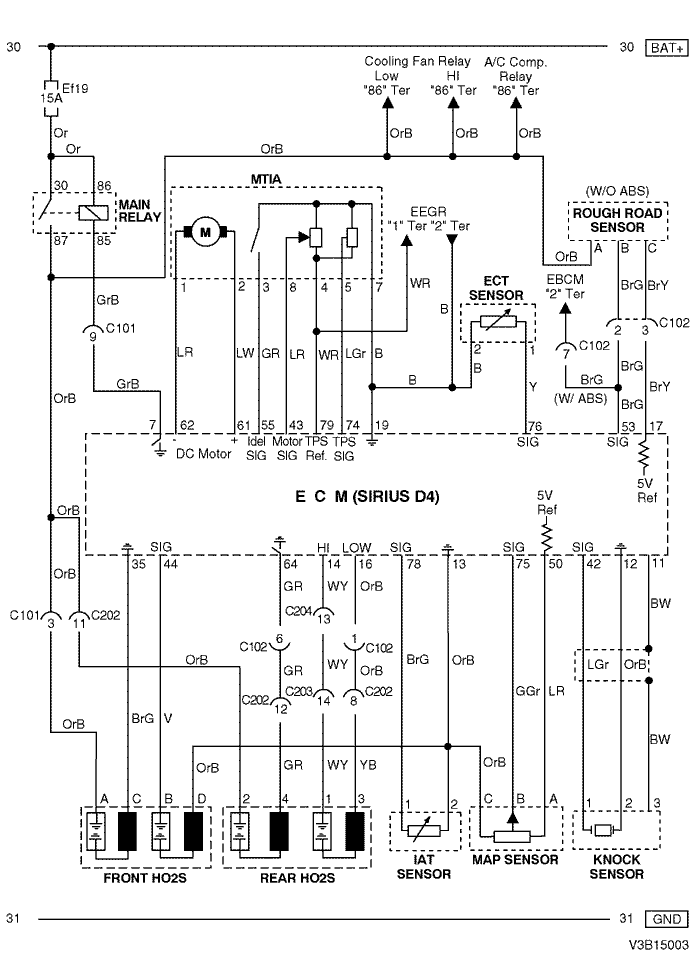 30
30 BAT+
Cooling Fan Relay
Low HI
"86" Ter "86" Ter
A/C Comp.
Relay
"86" Ter
Ef19
15A
OrB OrB OrB
Or
Or
OrB
30 86
MAIN
RELAY
87 85
MTIA
M
(W/O ABS)
ROUGH ROAD
SENSOR
EEGR
"1" Ter "2" Ter
A B C
OrB
EBCM
"2" Ter
ECT
SENSOR
1 2 3 8 4 5 7
WR
BrG BrY
GrB
B
C101
9
2 3 C102
2 1
7 C102
LR LW GR LR WR LGr B
B
B
Y
BrG
BrG
BrY
GrB
OrB
(W/ ABS)
BrG
7 62 61 55 43 79 74 19 76 53 17
- +
DC Motor
Idel
SIG
Motor
SIG
TPS
Ref.
TPS
SIG
SIG
SIG
5V
Ref
E C M (SIRIUS D4)
5V
Ref
SIG HI LOW SIG SIG SIG
35 44 64 14 16 78 13 75 50 42 12 11
OrB
GR WY OrB
BW
C101
3
11
C202
C204
13
C102
6
1
C102
OrB
BrG OrB
LGr OrB
GR WY OrB
C203
C202
12
14
8
C202
GGr LR
OrB
BrG V
BW
OrB
GR WY YB
OrB
A C B D
2 4 1 3
1 2
C B A
1 2 3
FRONT HO2S
REAR HO2S
IAT
SENSOR
MAP SENSOR
KNOCK
SENSOR
31
31 GND
V3B15003